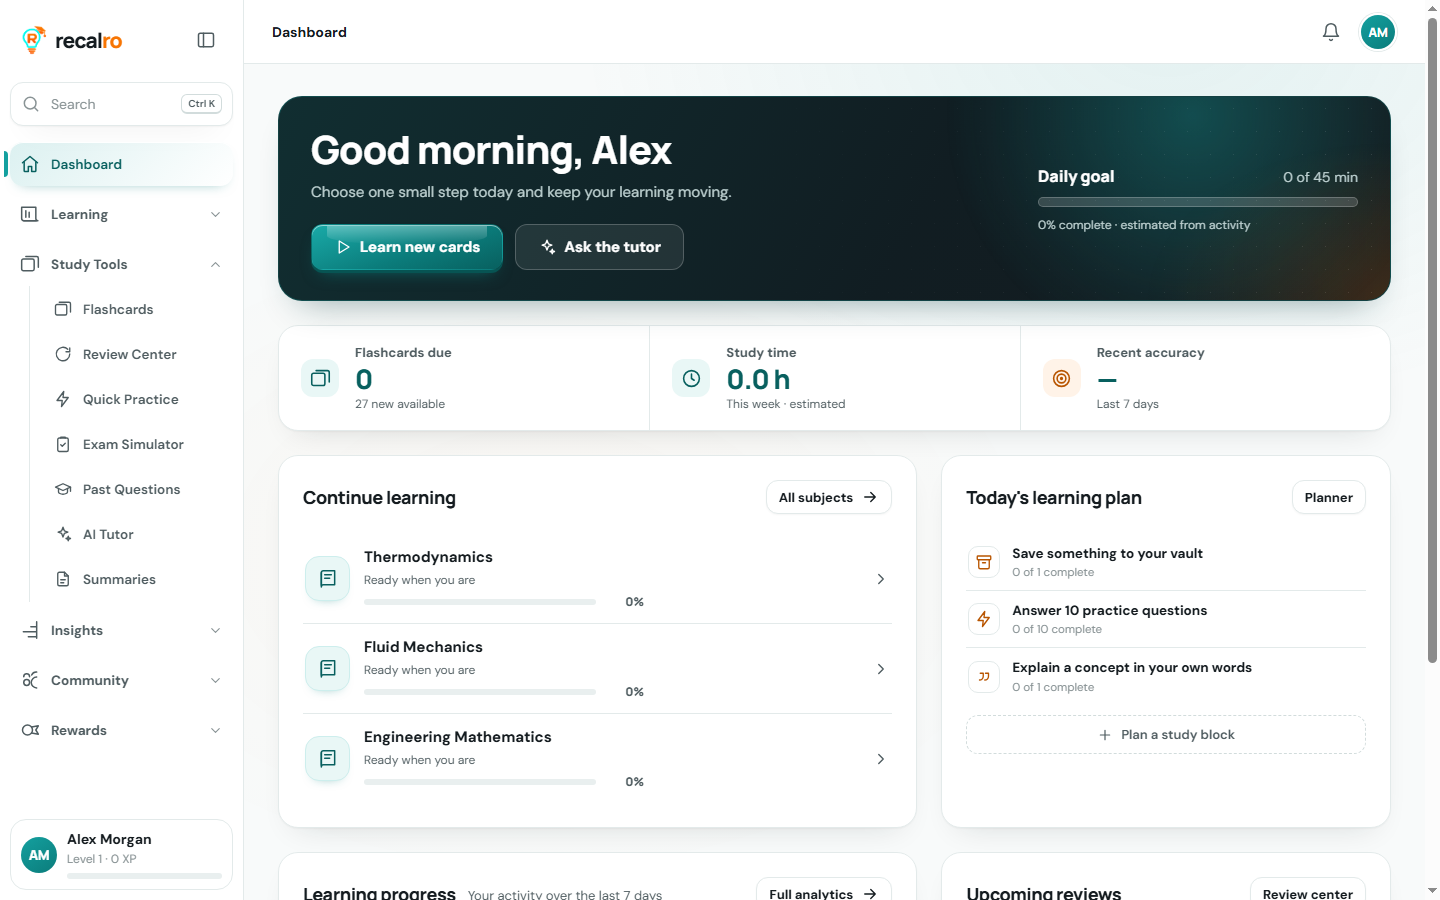 recalro
Search
Ctrl K
Dashboard
Learning
Study Tools
Flashcards
Review Center
Quick Practice
Exam Simulator
Past Questions
AI Tutor
Summaries
Insights
Community
Rewards
AM
Alex Morgan
Level 1 · 0 XP
Dashboard
AM
Good morning, Alex
Choose one small step today and keep your learning moving.
Learn new cards
Ask the tutor
Daily goal
0 of 45 min
0% complete · estimated from activity
Flashcards due
0
27 new available
Study time
0.0 h
This week · estimated
Recent accuracy
—
Last 7 days
Continue learning
All subjects
Thermodynamics
Ready when you are
0%
Fluid Mechanics
Ready when you are
0%
Engineering Mathematics
Ready when you are
0%
Today's learning plan
Planner
Save something to your vault
0 of 1 complete
Answer 10 practice questions
0 of 10 complete
Explain a concept in your own words
0 of 1 complete
Plan a study block
Learning progress
Your activity over the last 7 days
Full analytics
Upcoming reviews
Review center